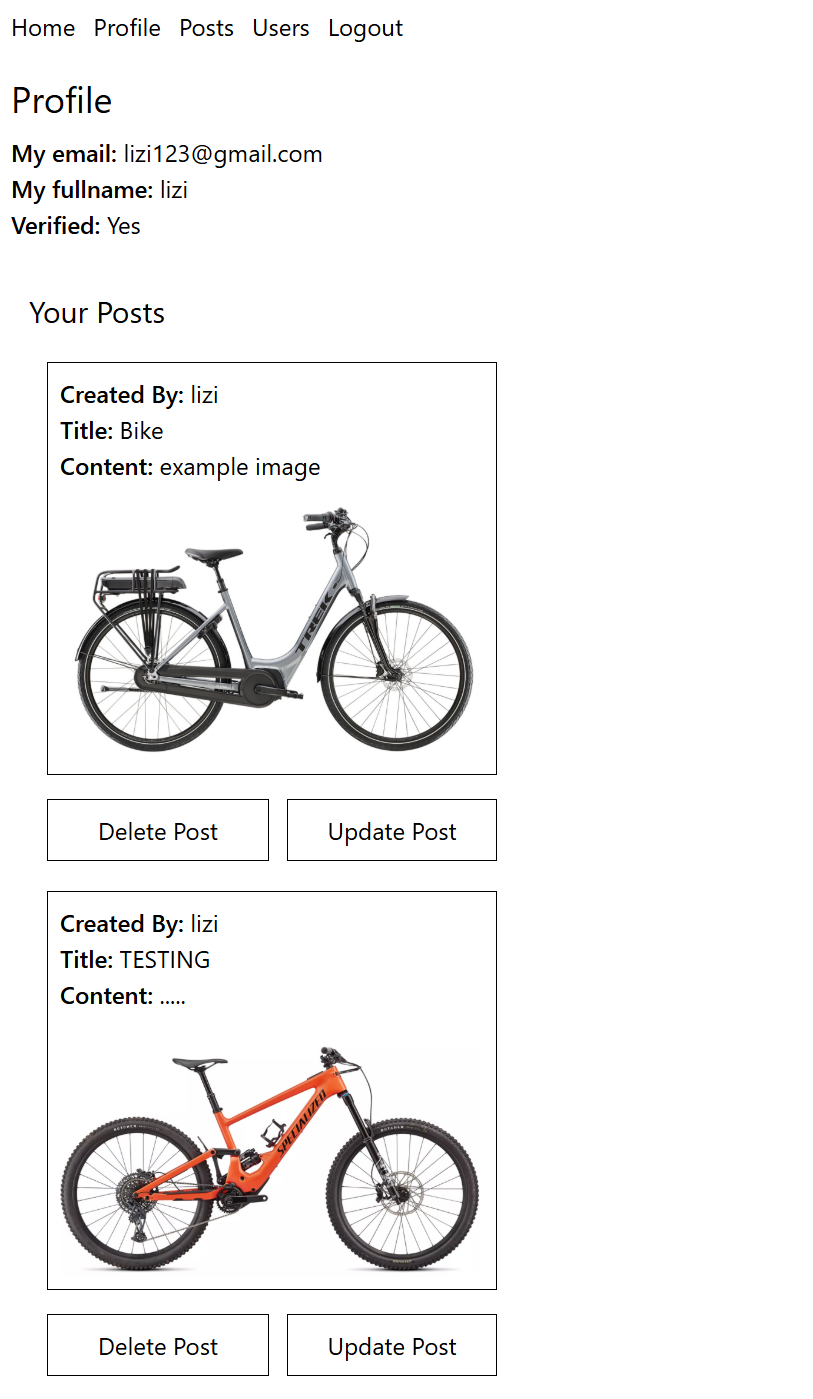 Home Profile Posts Users Logout
Profile
My email: lizi123@gmail.com
My fullname: lizi
Verified: Yes
Your Posts
Created By: lizi
Title: Bike
Content: example image
TREK
Delete Post Update Post
Created By: lizi
Title: TESTING
Content: .....
SPECIALIZED
Delete Post Update Post